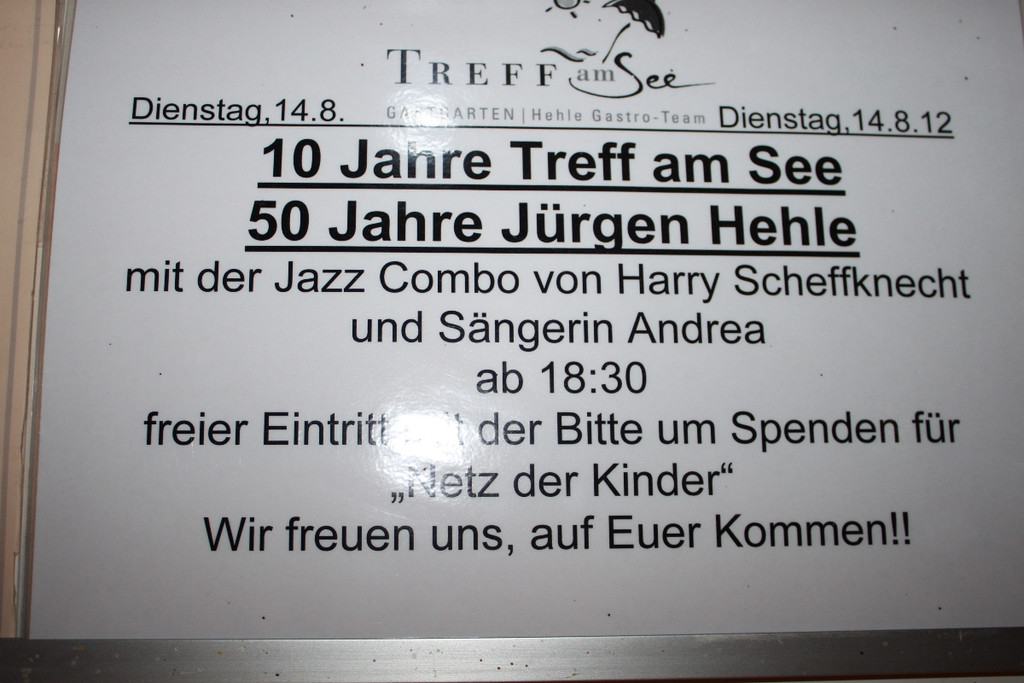 TREFF am See
Dienstag,14.8. GASTGARTEN | Hehle Gastro-Team Dienstag,14.8.12
10 Jahre Treff am See
50 Jahre Jürgen Hehle
mit der Jazz Combo von Harry Scheffknecht
und Sängerin Andrea
ab 18:30
freier Eintritt mit der Bitte um Spenden für
„Netz der Kinder“
Wir freuen uns, auf Euer Kommen!!